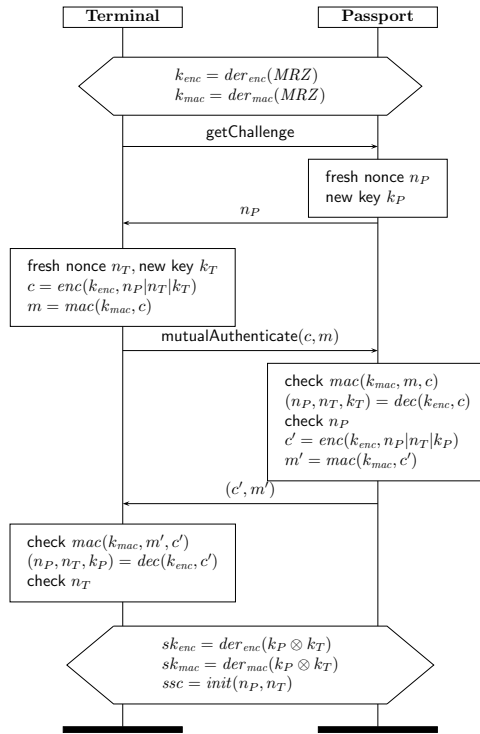 Terminal Passport
k_enc = der_enc(MRZ)
k_mac = der_mac(MRZ)
getChallenge
fresh nonce n_P
new key k_P
n_P
fresh nonce n_T, new key k_T
c = enc(k_enc, n_P|n_T|k_T)
m = mac(k_mac, c)
mutualAuthenticate(c, m)
check mac(k_mac, m, c)
(n_P, n_T, k_T) = dec(k_enc, c)
check n_P
c′ = enc(k_enc, n_P|n_T|k_P)
m′ = mac(k_mac, c′)
(c′, m′)
check mac(k_mac, m′, c′)
(n_P, n_T, k_P) = dec(k_enc, c′)
check n_T
sk_enc = der_enc(k_P ⊗ k_T)
sk_mac = der_mac(k_P ⊗ k_T)
ssc = init(n_P, n_T)